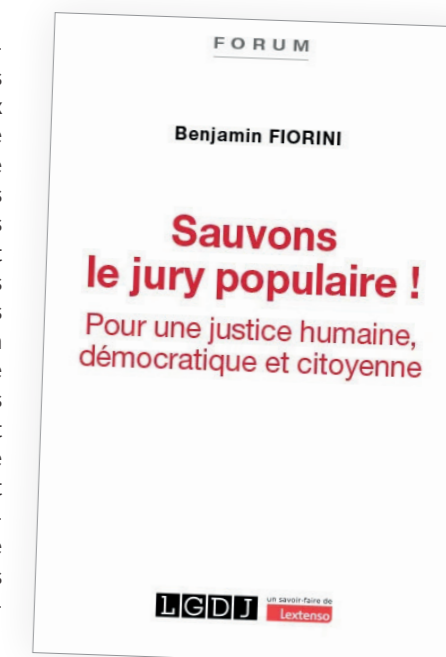 FORUM
Benjamin FIORINI
Sauvons
le jury populaire !
Pour une justice humaine,
démocratique et citoyenne
LGDJ
un savoir-faire de
Lextenso